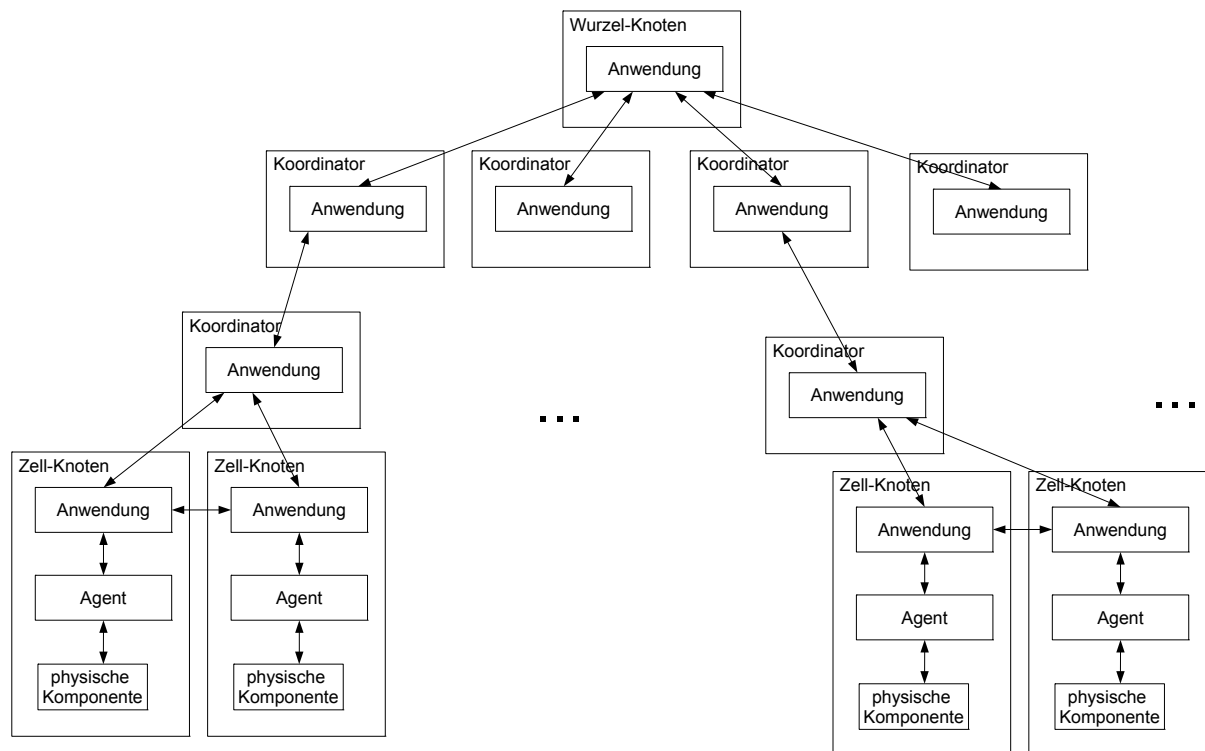 Wurzel-Knoten
Anwendung
Koordinator
Anwendung
Koordinator
Anwendung
Koordinator
Anwendung
Koordinator
Anwendung
Koordinator
Anwendung
Koordinator
Anwendung
...
...
Zell-Knoten
Anwendung
Agent
physische
Komponente
Zell-Knoten
Anwendung
Agent
physische
Komponente
Zell-Knoten
Anwendung
Agent
physische
Komponente
Zell-Knoten
Anwendung
Agent
physische
Komponente